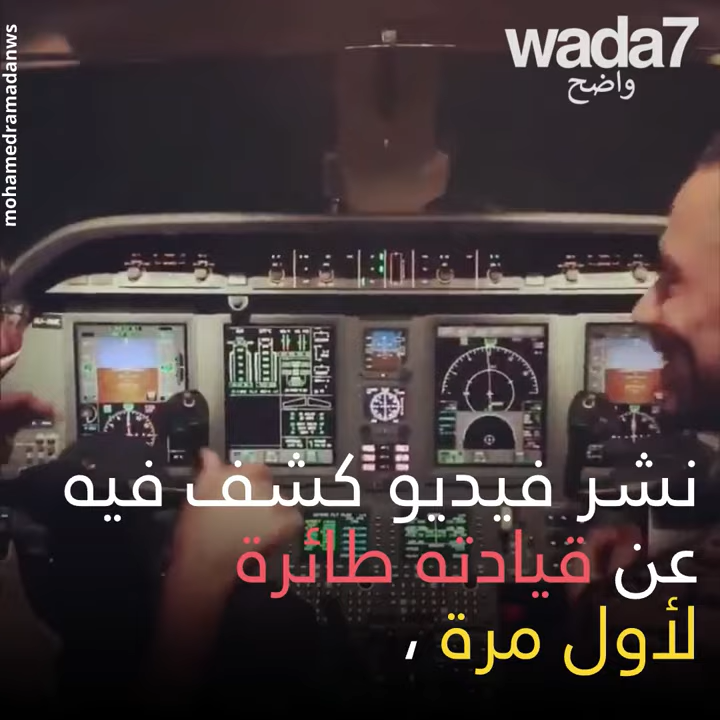 mohamedramadanws
wada7
واضح
نشر فيديو كشف فيه
عن قيادته طائرة
لأول مرة ،